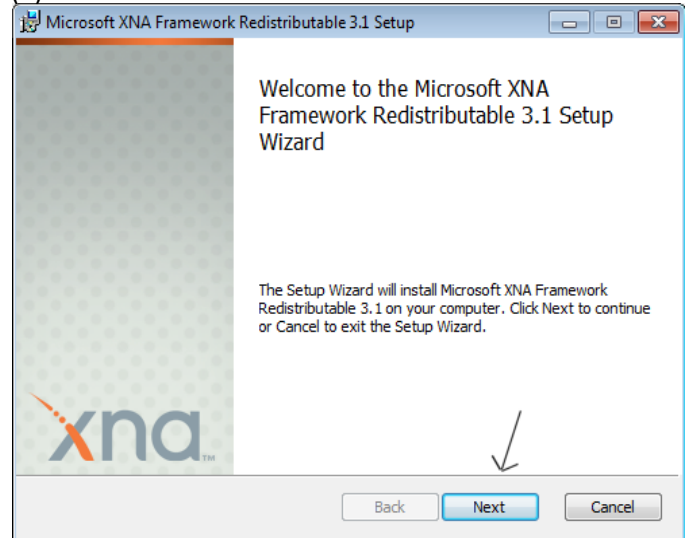 Microsoft XNA Framework Redistributable 3.1 Setup
Welcome to the Microsoft XNA
Framework Redistributable 3.1 Setup
Wizard
The Setup Wizard will install Microsoft XNA Framework
Redistributable 3.1 on your computer. Click Next to continue
or Cancel to exit the Setup Wizard.
xna™
Back Next Cancel